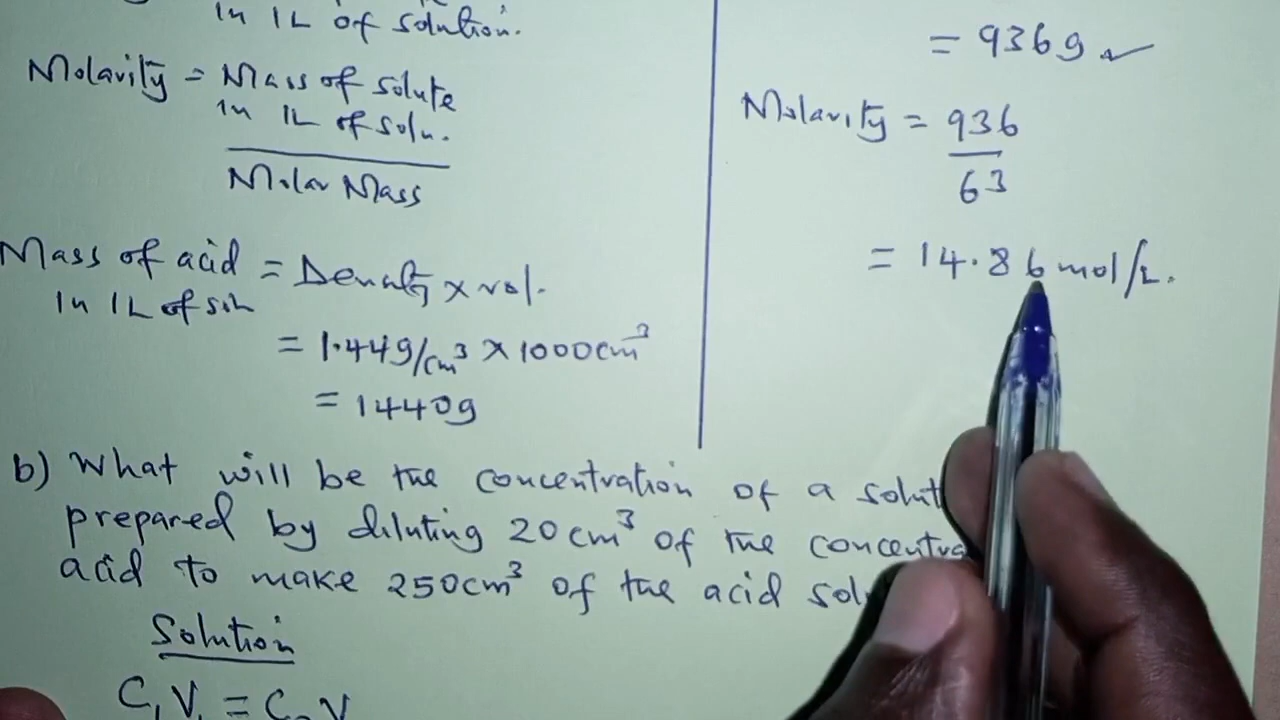 in 1L of solution.
Molarity = Mass of solute
in 1L of soln.
Molar Mass
Mass of acid = Density x vol.
in 1L of soln
= 1.44g/cm³ x 1000cm³
= 1440g
= 936g ✓
Molarity = 936
63
= 14.86 mol/L.
b) What will be the concentration of a solut
prepared by diluting 20cm³ of the concentra
acid to make 250cm³ of the acid sol
Solution
C₁V₁ = C₂V